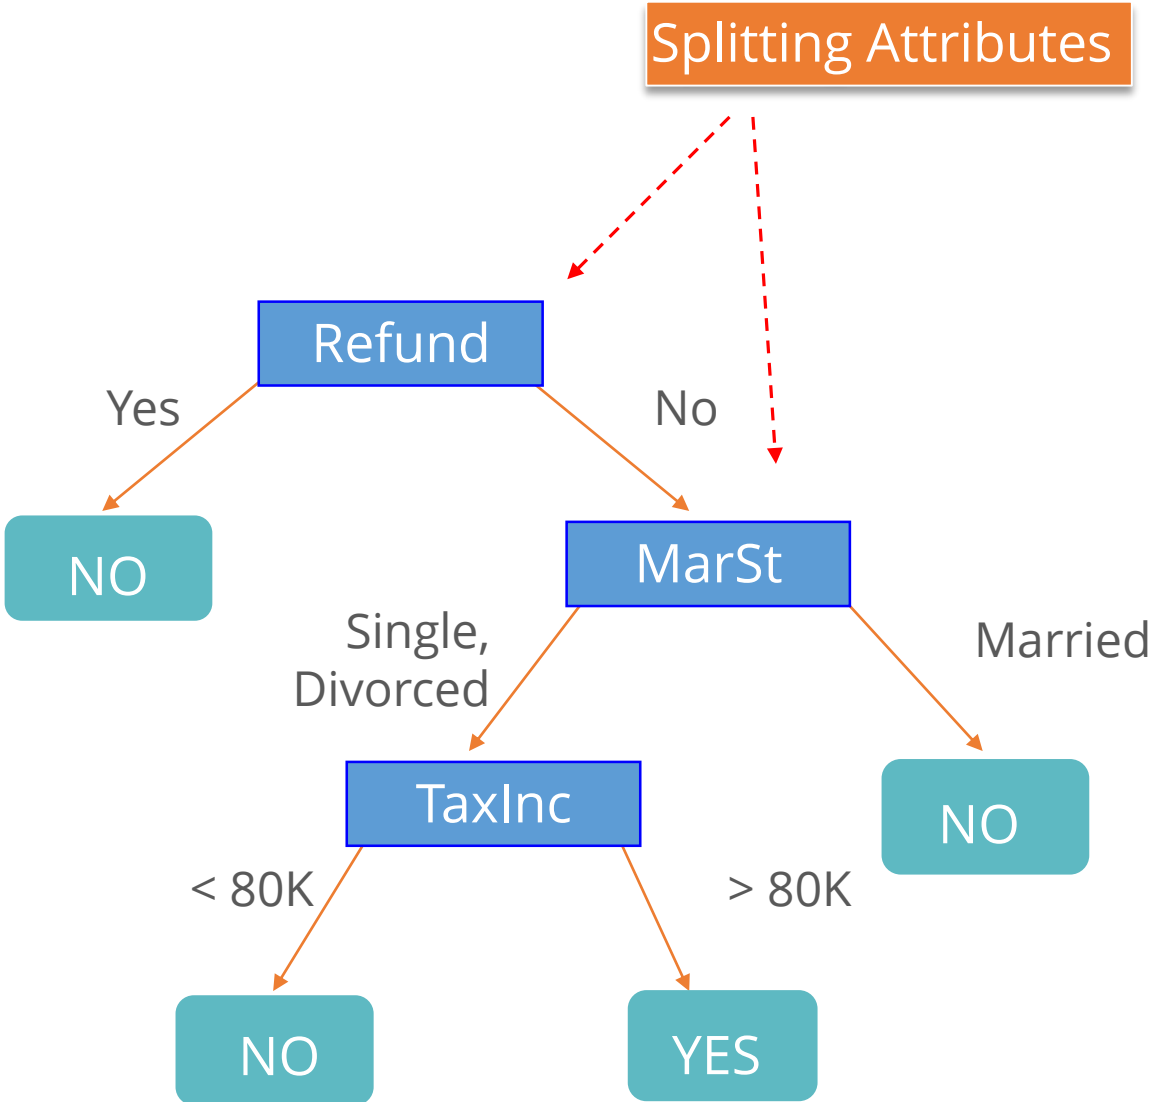 Splitting Attributes
Refund
Yes
No
NO
MarSt
Single,
Divorced
Married
TaxInc
NO
< 80K
> 80K
NO
YES